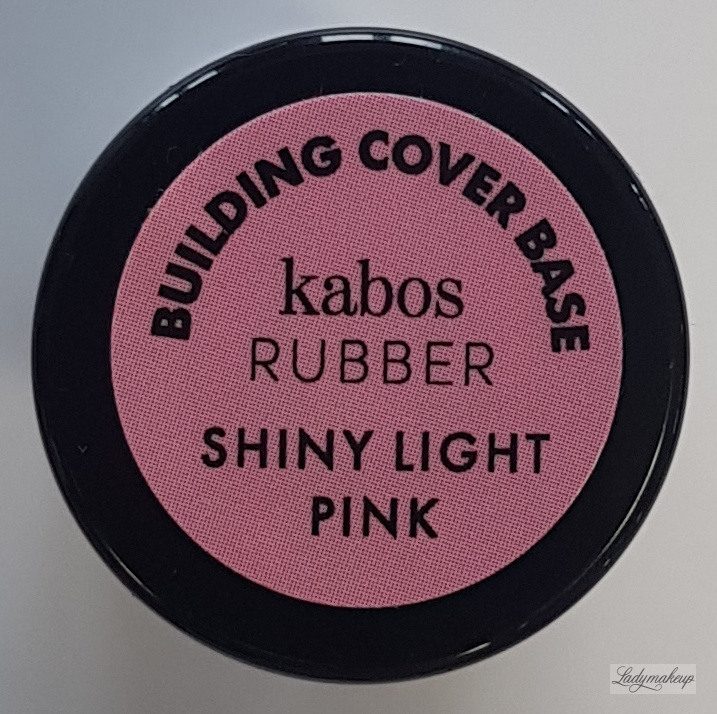 BUILDING COVER BASE
kabos
RUBBER
SHINY LIGHT
PINK
Ladymakeup